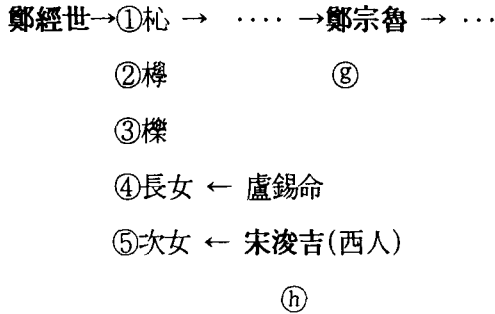 鄭經世→①杺 → ···· →鄭宗魯 → ···
②㯙 ⓖ
③櫟
④長女 ← 盧錫命
⑤次女 ← 宋浚吉(西人)
ⓗ